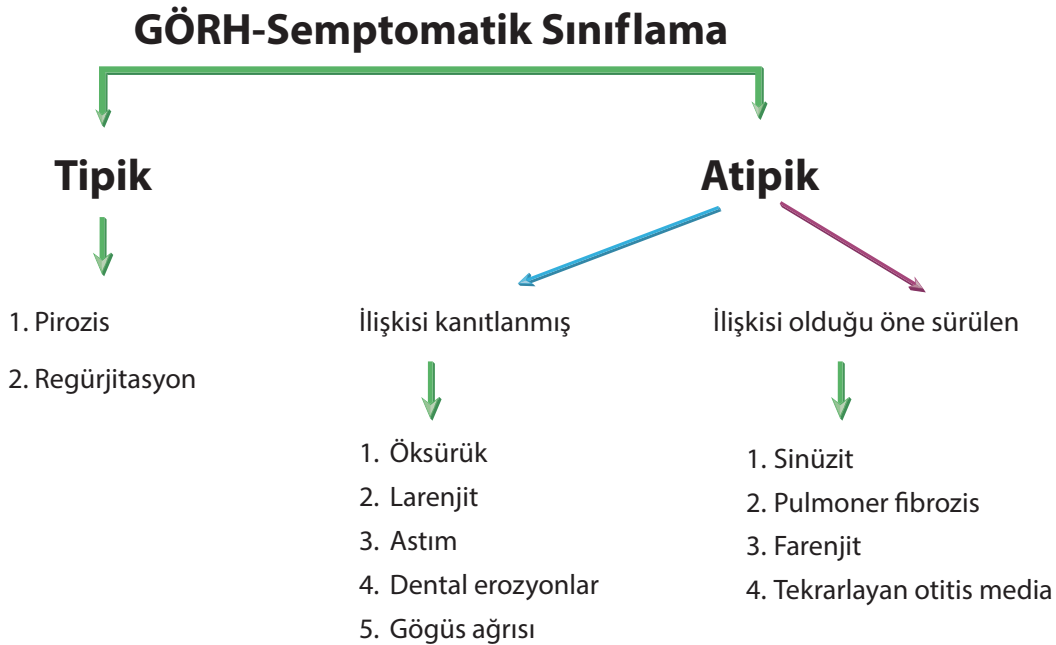 GÖRH-Semptomatik Sınıflama
Tipik
1. Pirozis
2. Regürjitasyon
Atipik
İlişkisi kanıtlanmış
1. Öksürük
2. Larenjit
3. Astım
4. Dental erozyonlar
5. Gögüs ağrısı
İlişkisi olduğu öne sürülen
1. Sinüzit
2. Pulmoner fibrozis
3. Farenjit
4. Tekrarlayan otitis media